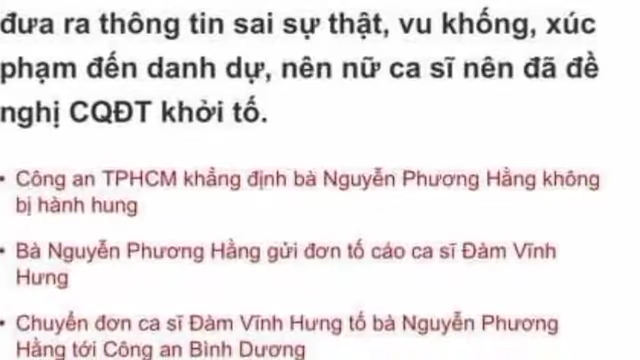 đưa ra thông tin sai sự thật, vu khống, xúc
phạm đến danh dự, nên nữ ca sĩ nên đã đề
nghị CQĐT khởi tố.
• Công an TPHCM khẳng định bà Nguyễn Phương Hằng không
bị hành hung
• Bà Nguyễn Phương Hằng gửi đơn tố cáo ca sĩ Đàm Vĩnh
Hưng
• Chuyển đơn ca sĩ Đàm Vĩnh Hưng tố bà Nguyễn Phương
Hằng tới Công an Bình Dương